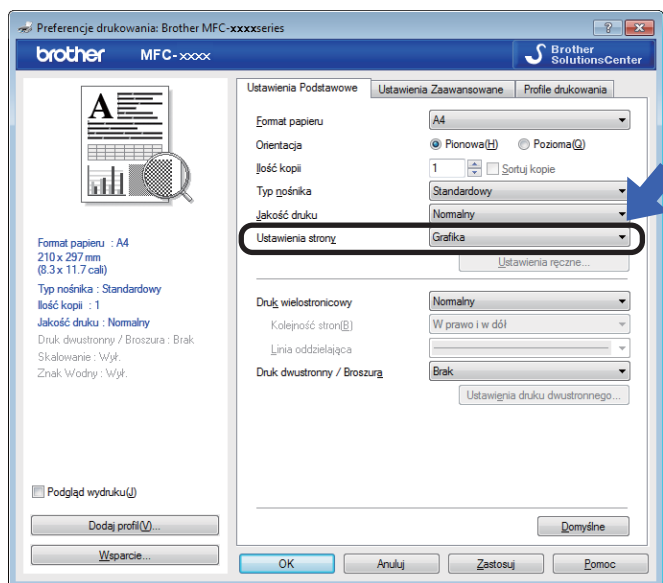 Preferencje drukowania: Brother MFC-xxxxseries
brother MFC-xxxx
Brother
SolutionsCenter
A
Format papieru : A4
210 x 297 mm
(8.3 x 11.7 cali)
Typ nośnika : Standardowy
Ilość kopii : 1
Jakość druku : Normalny
Druk dwustronny / Broszura : Brak
Skalowanie : Wył.
Znak Wodny : Wył.
Podgląd wydruku(J)
Dodaj profil(V)...
Wsparcie...
Ustawienia Podstawowe Ustawienia Zaawansowane Profile drukowania
Format papieru A4
Orientacja Pionowa(H) Pozioma(Q)
Ilość kopii 1 Sortuj kopie
Typ nośnika Standardowy
Jakość druku Normalny
Ustawienia strony Grafika
Ustawienia ręczne...
Druk wielostronicowy Normalny
Kolejność stron(B) W prawo i w dół
Linia oddzielająca
Druk dwustronny / Broszura Brak
Ustawienia druku dwustronnego...
Domyślne
OK Anuluj Zastosuj Pomoc